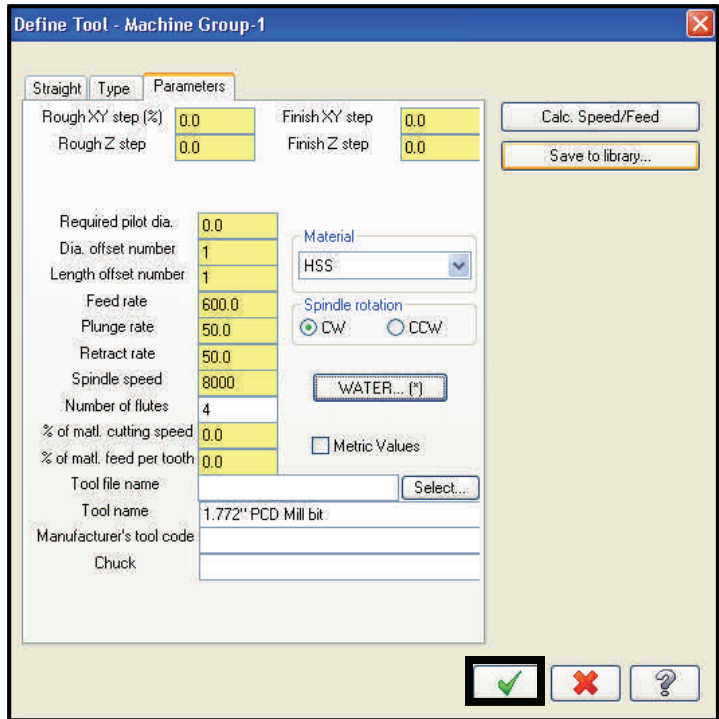 Define Tool - Machine Group-1
Straight Type Parameters
Rough XY step (%) 0.0 Finish XY step 0.0
Rough Z step 0.0 Finish Z step 0.0
Calc. Speed/Feed
Save to library...
Required pilot dia. 0.0
Dia. offset number 1
Length offset number 1
Feed rate 600.0
Plunge rate 50.0
Retract rate 50.0
Spindle speed 8000
Number of flutes 4
% of matl. cutting speed 0.0
% of matl. feed per tooth 0.0
Material
HSS
Spindle rotation
CW CCW
WATER... (*)
Metric Values
Tool file name Select...
Tool name 1.772" PCD Mill bit
Manufacturer's tool code
Chuck